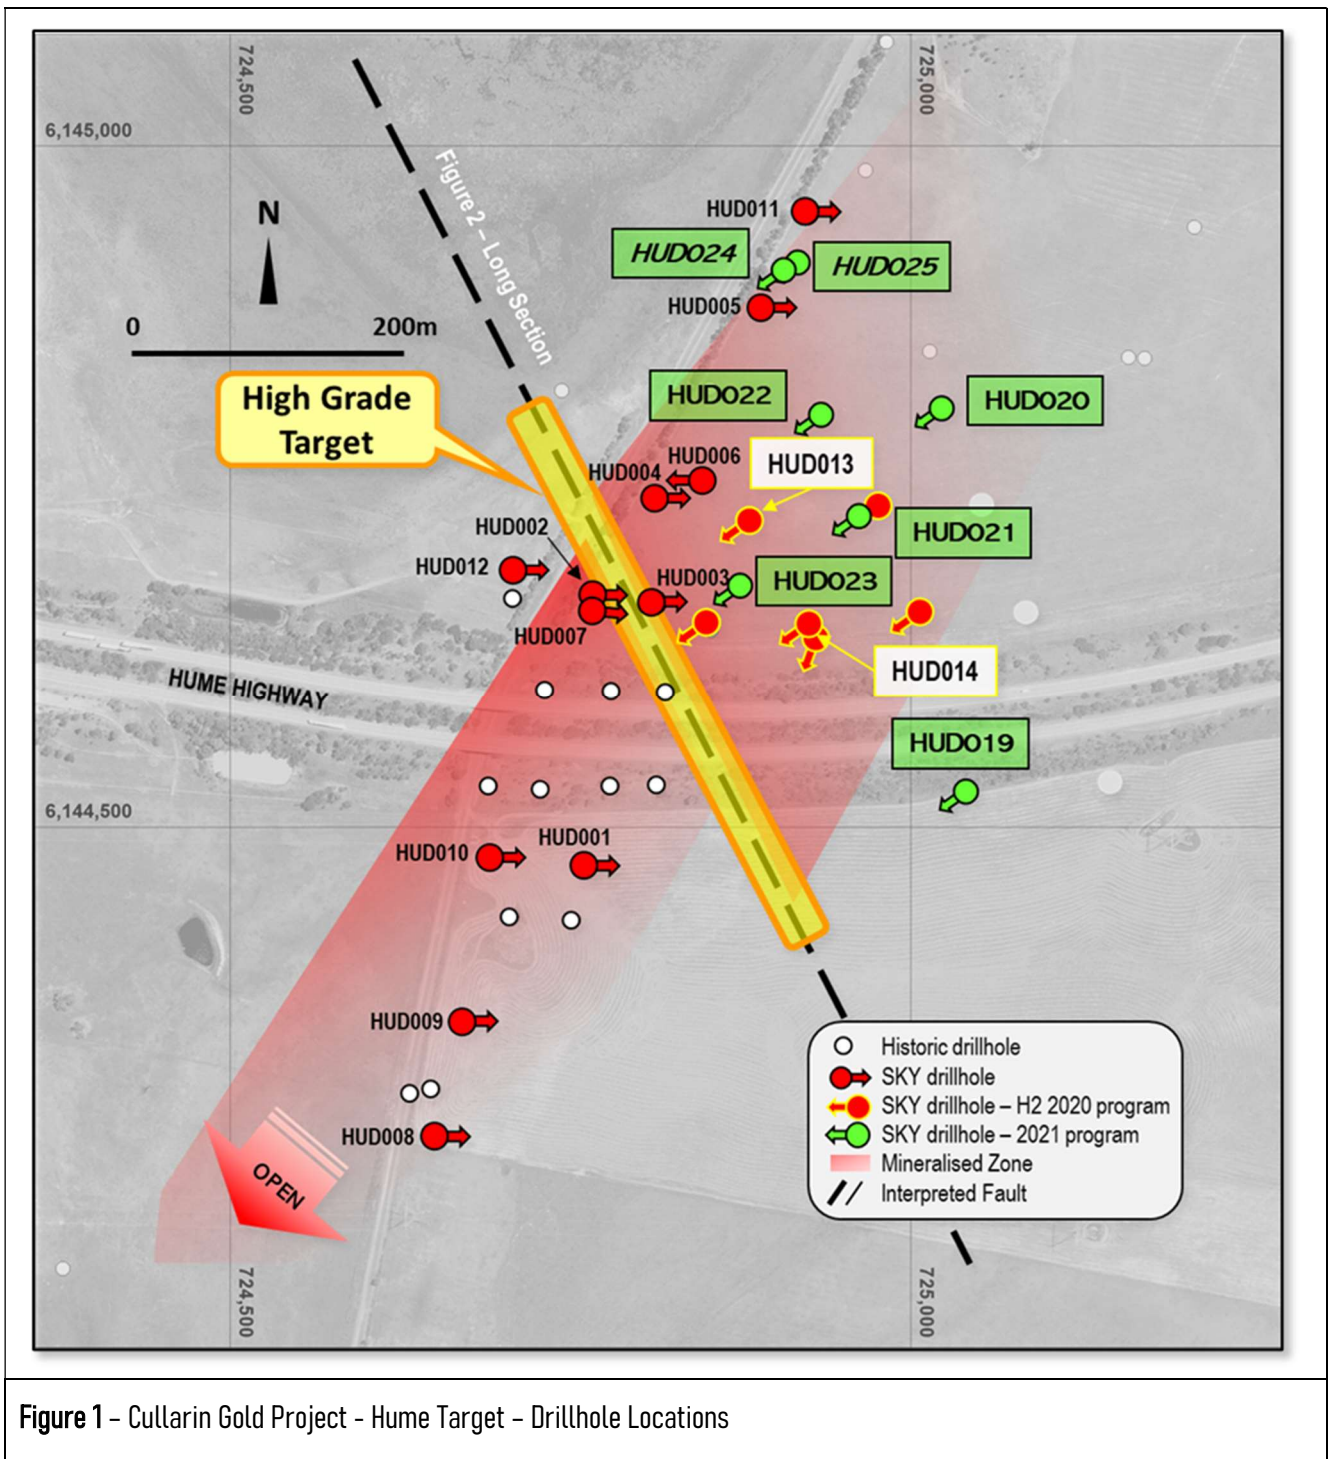 724,500
725,000
6,145,000
Figure 2 – Long Section
N
HUD011
HUD024
HUD025
HUD005
0
200m
High Grade
Target
HUD022
HUD020
HUD006
HUD004
HUD013
HUD002
HUD021
HUD012
HUD003
HUD023
HUD007
HUD014
HUME HIGHWAY
HUD019
6,144,500
HUD001
HUD010
HUD009
HUD008
OPEN
Historic drillhole
SKY drillhole
SKY drillhole – H2 2020 program
SKY drillhole – 2021 program
Mineralised Zone
Interpreted Fault
724,500
725,000
Figure 1 – Cullarin Gold Project - Hume Target – Drillhole Locations